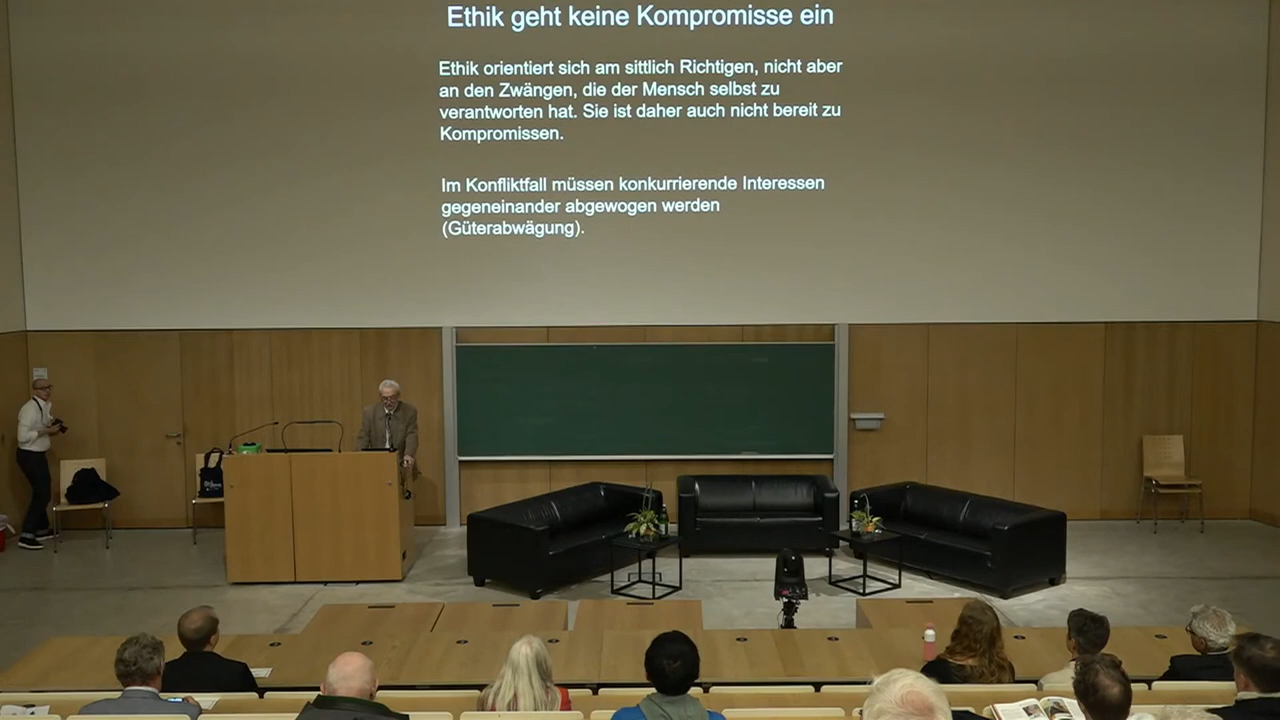 Ethik geht keine Kompromisse ein
Ethik orientiert sich am sittlich Richtigen, nicht aber
an den Zwängen, die der Mensch selbst zu
verantworten hat. Sie ist daher auch nicht bereit zu
Kompromissen.
Im Konfliktfall müssen konkurrierende Interessen
gegeneinander abgewogen werden
(Güterabwägung).